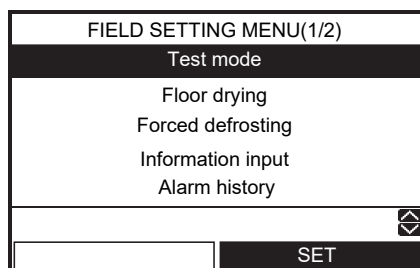 FIELD SETTING MENU(1/2)
Test mode
Floor drying
Forced defrosting
Information input
Alarm history
SET